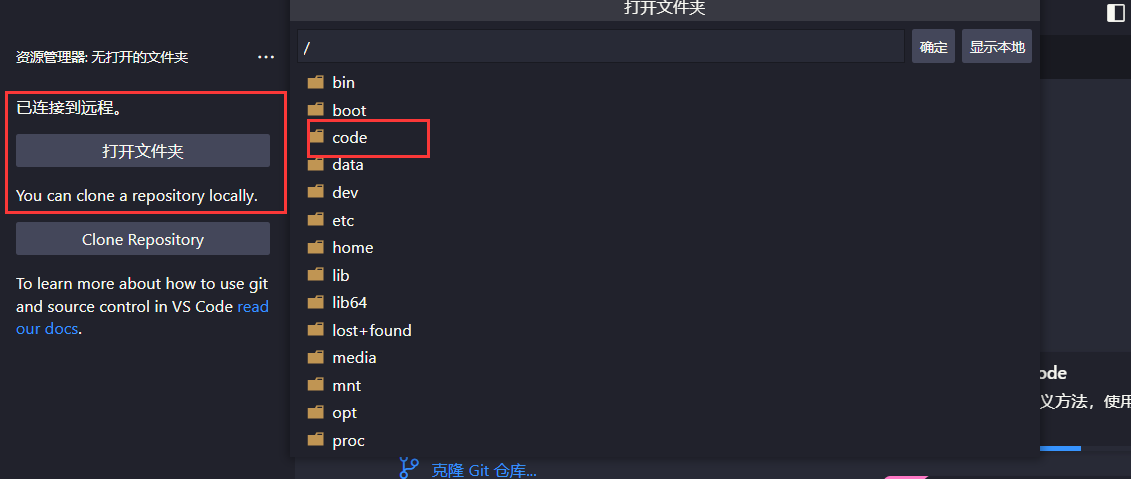 打开文件夹
资源管理器: 无打开的文件夹
/
确定
显示本地
已连接到远程。
打开文件夹
You can clone a repository locally.
Clone Repository
To learn more about how to use git
and source control in VS Code read
our docs.
bin
boot
code
data
dev
etc
home
lib
lib64
lost+found
media
mnt
opt
proc
ode
义方法，使用
克隆 Git 仓库...